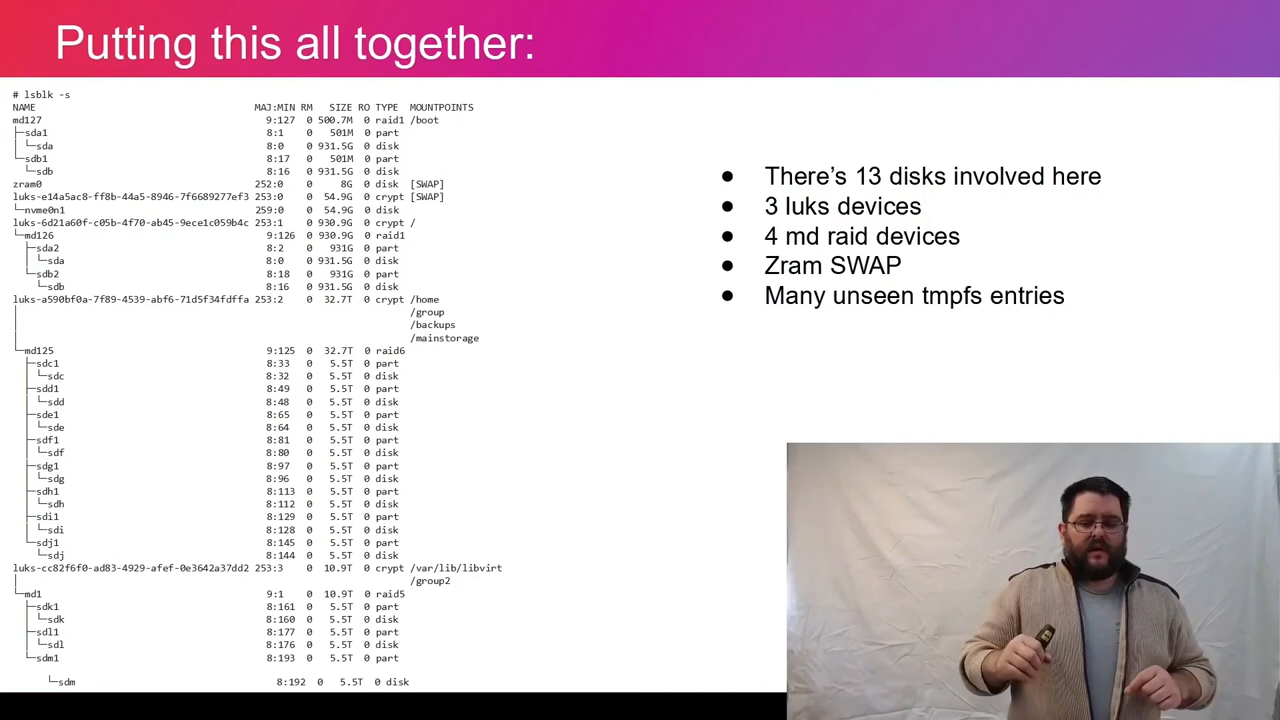 Putting this all together:
# lsblk -s
NAME MAJ:MIN RM SIZE RO TYPE MOUNTPOINTS
md127 9:127 0 500.7M 0 raid1 /boot
├─sda1 8:1 0 501M 0 part
│ └─sda 8:0 0 931.5G 0 disk
└─sdb1 8:17 0 501M 0 part
└─sdb 8:16 0 931.5G 0 disk
zram0 252:0 0 8G 0 disk [SWAP]
luks-e14a5ac8-ff8b-44a5-8946-7f6689277ef3 253:0 0 54.9G 0 crypt [SWAP]
└─nvme0n1 259:0 0 54.9G 0 disk
luks-6d21a60f-c05b-4f70-ab45-9ece1c059b4c 253:1 0 930.9G 0 crypt /
└─md126 9:126 0 930.9G 0 raid1
├─sda2 8:2 0 931G 0 part
│ └─sda 8:0 0 931.5G 0 disk
└─sdb2 8:18 0 931G 0 part
└─sdb 8:16 0 931.5G 0 disk
luks-a590bf0a-7f89-4539-abf6-71d5f34fdffa 253:2 0 32.7T 0 crypt /home
│ /group
│ /backups
│ /mainstorage
└─md125 9:125 0 32.7T 0 raid6
├─sdc1 8:33 0 5.5T 0 part
│ └─sdc 8:32 0 5.5T 0 disk
├─sdd1 8:49 0 5.5T 0 part
│ └─sdd 8:48 0 5.5T 0 disk
├─sde1 8:65 0 5.5T 0 part
│ └─sde 8:64 0 5.5T 0 disk
├─sdf1 8:81 0 5.5T 0 part
│ └─sdf 8:80 0 5.5T 0 disk
├─sdg1 8:97 0 5.5T 0 part
│ └─sdg 8:96 0 5.5T 0 disk
├─sdh1 8:113 0 5.5T 0 part
│ └─sdh 8:112 0 5.5T 0 disk
├─sdi1 8:129 0 5.5T 0 part
│ └─sdi 8:128 0 5.5T 0 disk
└─sdj1 8:145 0 5.5T 0 part
└─sdj 8:144 0 5.5T 0 disk
luks-cc82f6f0-ad83-4929-afef-0e3642a37dd2 253:3 0 10.9T 0 crypt /var/lib/libvirt
│ /group2
└─md1 9:1 0 10.9T 0 raid5
├─sdk1 8:161 0 5.5T 0 part
│ └─sdk 8:160 0 5.5T 0 disk
├─sdl1 8:177 0 5.5T 0 part
│ └─sdl 8:176 0 5.5T 0 disk
└─sdm1 8:193 0 5.5T 0 part
└─sdm 8:192 0 5.5T 0 disk
● There’s 13 disks involved here
● 3 luks devices
● 4 md raid devices
● Zram SWAP
● Many unseen tmpfs entries